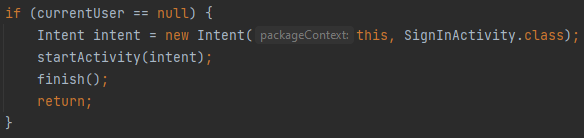 if (currentUser == null) {
    Intent intent = new Intent( packageContext: this, SignInActivity.class);
    startActivity(intent);
    finish();
    return;
}